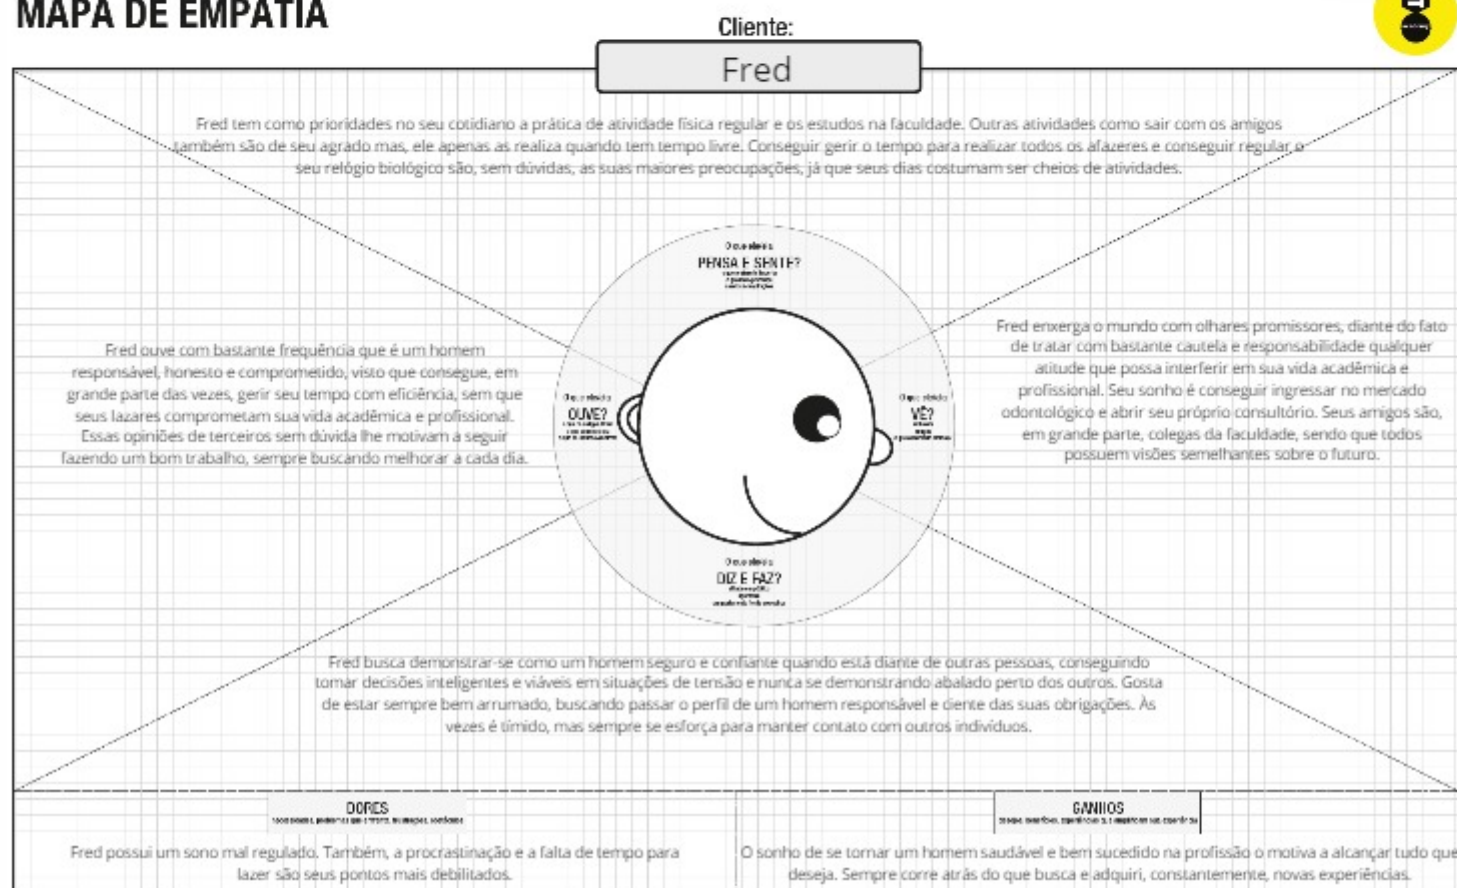 MAPA DE EMPATIA
Cliente:
Fred
Fred tem como prioridades no seu cotidiano a prática de atividade física regular e os estudos na faculdade. Outras atividades como sair com os amigos
também são de seu agrado mas, ele apenas as realiza quando tem tempo livre. Conseguir gerir o tempo para realizar todos os afazeres e conseguir regular o
seu relógio biológico são, sem dúvidas, as suas maiores preocupações, já que seus dias costumam ser cheios de atividades.
O que ele/ela
PENSA E SENTE?
Fred ouve com bastante frequência que é um homem
responsável, honesto e comprometido, visto que consegue, em
grande parte das vezes, gerir seu tempo com eficiência, sem que
seus lazares comprometam sua vida acadêmica e profissional.
Essas opiniões de terceiros sem dúvida lhe motivam a seguir
fazendo um bom trabalho, sempre buscando melhorar a cada dia.
O que ele/ela
OUVE?
O que ele/ela
VÊ?
Fred enxerga o mundo com olhares promissores, diante do fato
de tratar com bastante cautela e responsabilidade qualquer
atitude que possa interferir em sua vida acadêmica e
profissional. Seu sonho é conseguir ingressar no mercado
odontológico e abrir seu próprio consultório. Seus amigos são,
em grande parte, colegas da faculdade, sendo que todos
possuem visões semelhantes sobre o futuro.
O que ele/ela
DIZ E FAZ?
Fred busca demonstrar-se como um homem seguro e confiante quando está diante de outras pessoas, conseguindo
tomar decisões inteligentes e viáveis em situações de tensão e nunca se demonstrando abalado perto dos outros. Gosta
de estar sempre bem arrumado, buscando passar o perfil de um homem responsável e ciente das suas obrigações. Às
vezes é tímido, mas sempre se esforça para manter contato com outros indivíduos.
DORES
Fred possui um sono mal regulado. Também, a procrastinação e a falta de tempo para
lazer são seus pontos mais debilitados.
GANHOS
O sonho de se tornar um homem saudável e bem sucedido na profissão o motiva a alcançar tudo que
deseja. Sempre corre atrás do que busca e adquiri, constantemente, novas experiências.